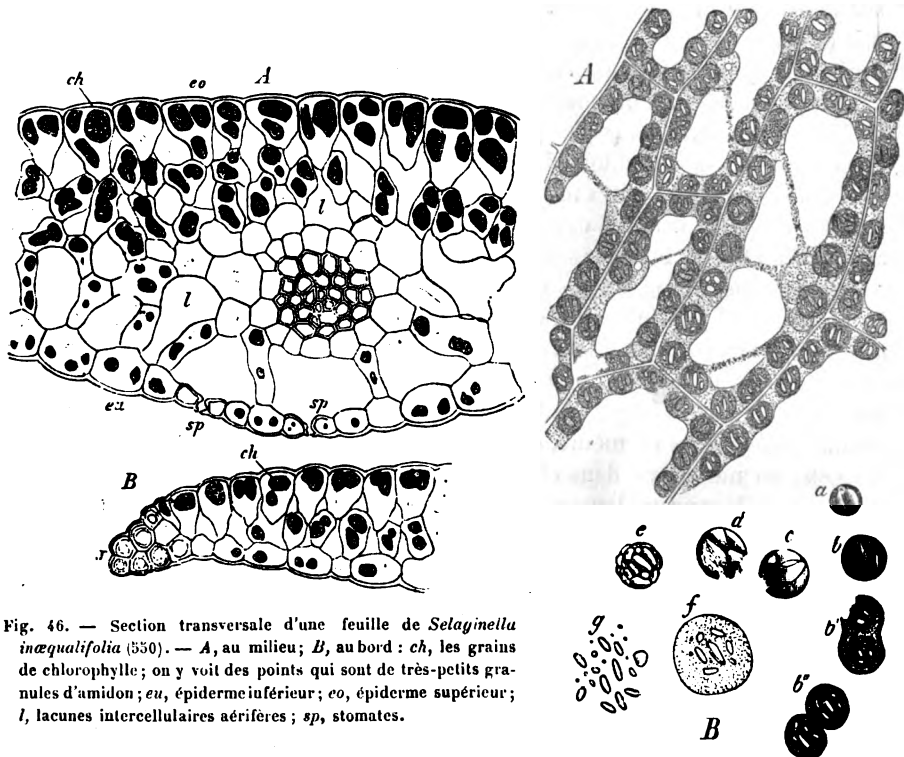 A
ch
eo
l
l
eu
sp
sp
ch
B
x
Fig. 46. — Section transversale d'une feuille de Selaginella
inæqualifolia (550). — A, au milieu; B, au bord : ch, les grains
de chlorophylle; on y voit des points qui sont de très-petits gra-
nules d'amidon; eu, épiderme inférieur; eo, épiderme supérieur;
l, lacunes intercellulaires aérifères; sp, stomates.
A
a
b
c
d
e
b'
f
g
b''
B